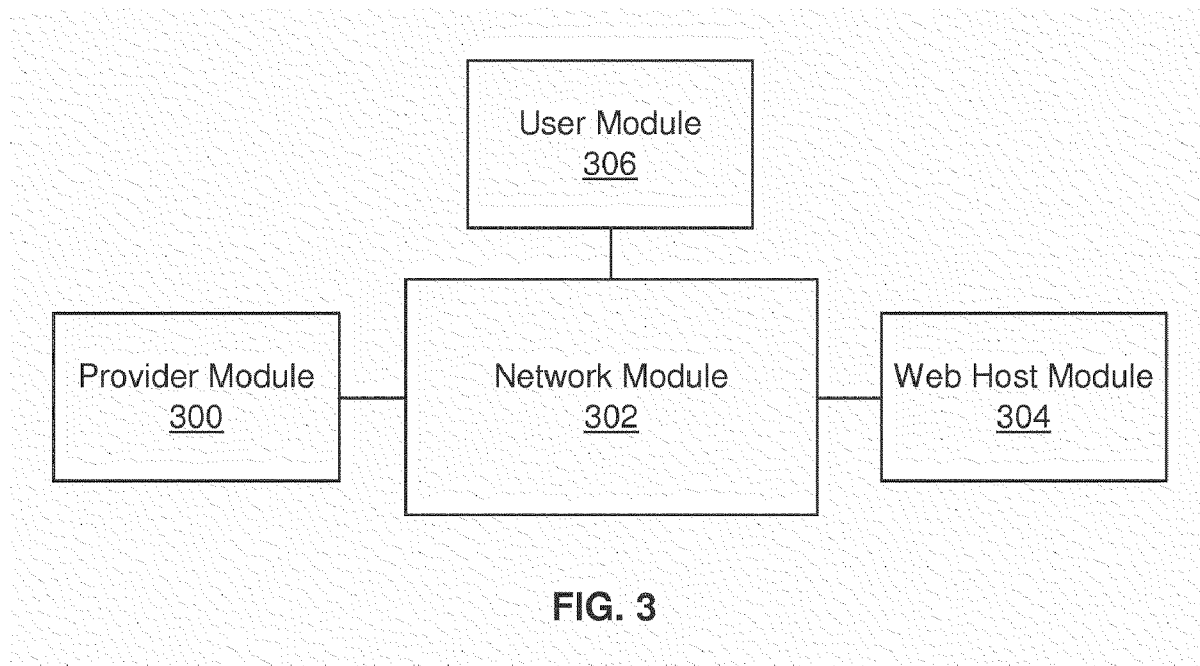 User Module
306
Provider Module
300
Network Module
302
Web Host Module
304
FIG. 3